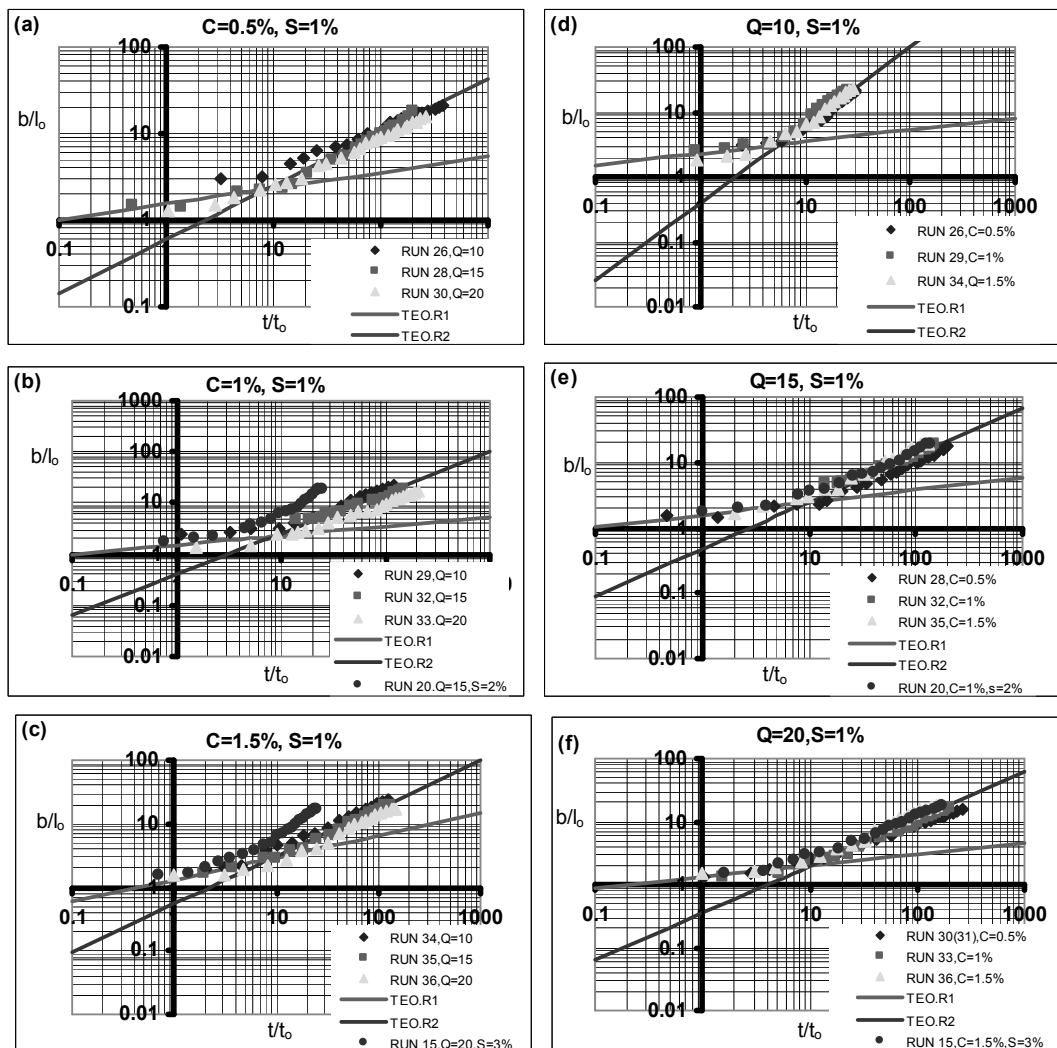 (a)
C=0.5%, S=1%
100
b/lo
10
1
0.1
10
0.1
RUN 26,Q=10
RUN 28,Q=15
RUN 30,Q=20
TEO.R1
TEO.R2
t/to
(b)
C=1%, S=1%
1000
b/lo
100
10
1
0.1
10
0.1
0.01
RUN 29,Q=10
RUN 32,Q=15
RUN 33.Q=20
TEO.R1
TEO.R2
RUN 20.Q=15,S=2%
t/to
(c)
C=1.5%, S=1%
100
b/lo
10
1
0.1
10
100
1000
0.1
0.01
RUN 34,Q=10
RUN 35,Q=15
RUN 36,Q=20
TEO.R1
TEO.R2
RUN 15,Q=20,S=3%
t/to
(d)
Q=10, S=1%
100
b/lo
10
1
0.1
10
100
1000
0.1
0.01
RUN 26,C=0.5%
RUN 29,C=1%
RUN 34,Q=1.5%
TEO.R1
TEO.R2
t/to
(e)
Q=15, S=1%
100
b/lo
10
1
0.1
10
100
1000
0.1
0.01
RUN 28,C=0.5%
RUN 32,C=1%
RUN 35,C=1.5%
TEO.R1
TEO.R2
RUN 20,C=1%,s=2%
t/to
(f)
Q=20,S=1%
100
b/lo
10
1
0.1
10
100
1000
0.1
0.01
RUN 30(31),C=0.5%
RUN 33,C=1%
RUN 36,C=1.5%
TEO.R1
TEO.R2
RUN 15,C=1.5%,S=3%
t/to